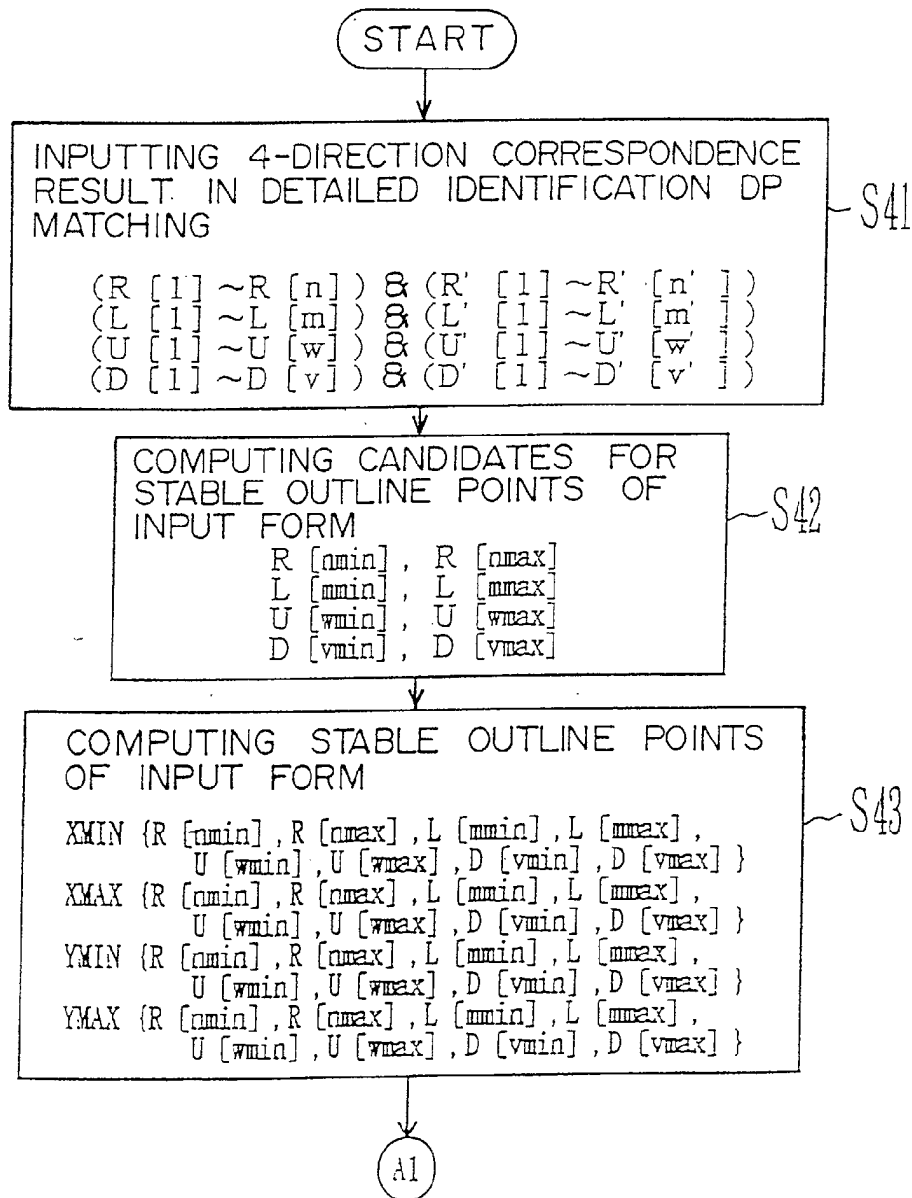 START
INPUTTING 4-DIRECTION CORRESPONDENCE
RESULT IN DETAILED IDENTIFICATION DP
MATCHING
(R [1] ~R [n] ) & (R' [1] ~R' [n' ])
(L [1] ~L [m] ) & (L' [1] ~L' [m' ])
(U [1] ~U [w] ) & (U' [1] ~U' [w' ])
(D [1] ~D [v] ) & (D' [1] ~D' [v' ])
S41
COMPUTING CANDIDATES FOR
STABLE OUTLINE POINTS OF
INPUT FORM
R [nmin] , R [nmax]
L [mmin] , L [mmax]
U [wmin] , U [wmax]
D [vmin] , D [vmax]
S42
COMPUTING STABLE OUTLINE POINTS
OF INPUT FORM
XMIN {R [nmin] ,R [nmax] ,L [mmin] ,L [mmax] ,
U [wmin] ,U [wmax] ,D [vmin] ,D [vmax] }
XMAX {R [nmin] ,R [nmax] ,L [mmin] ,L [mmax] ,
U [wmin] ,U [wmax] ,D [vmin] ,D [vmax] }
YMIN {R [nmin] ,R [nmax] ,L [mmin] ,L [mmax] ,
U [wmin] ,U [wmax] ,D [vmin] ,D [vmax] }
YMAX {R [nmin] ,R [nmax] ,L [mmin] ,L [mmax] ,
U [wmin] ,U [wmax] ,D [vmin] ,D [vmax] }
S43
A1